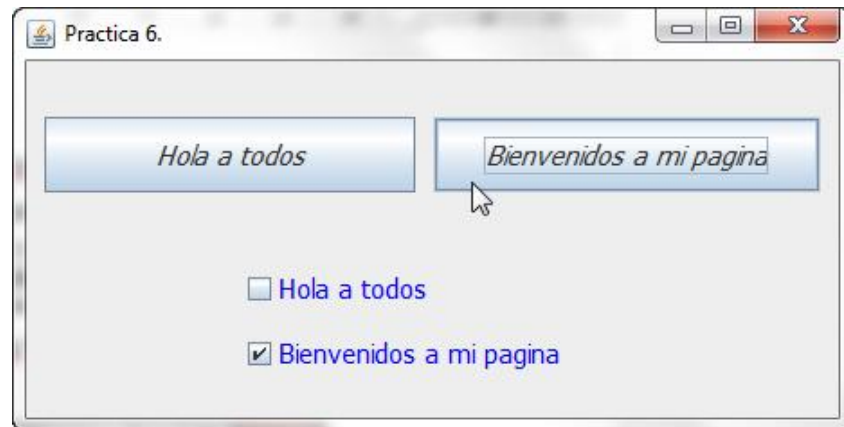 Practica 6.
Hola a todos
Bienvenidos a mi pagina
Hola a todos
Bienvenidos a mi pagina